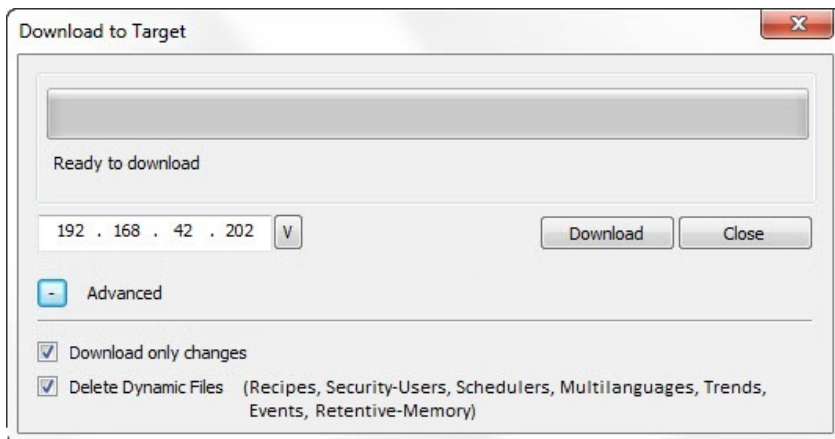 Download to Target
Ready to download
192 . 168 . 42 . 202 V Download Close
- Advanced
Download only changes
Delete Dynamic Files (Recipes, Security-Users, Schedulers, Multilanguages, Trends,
Events, Retentive-Memory)